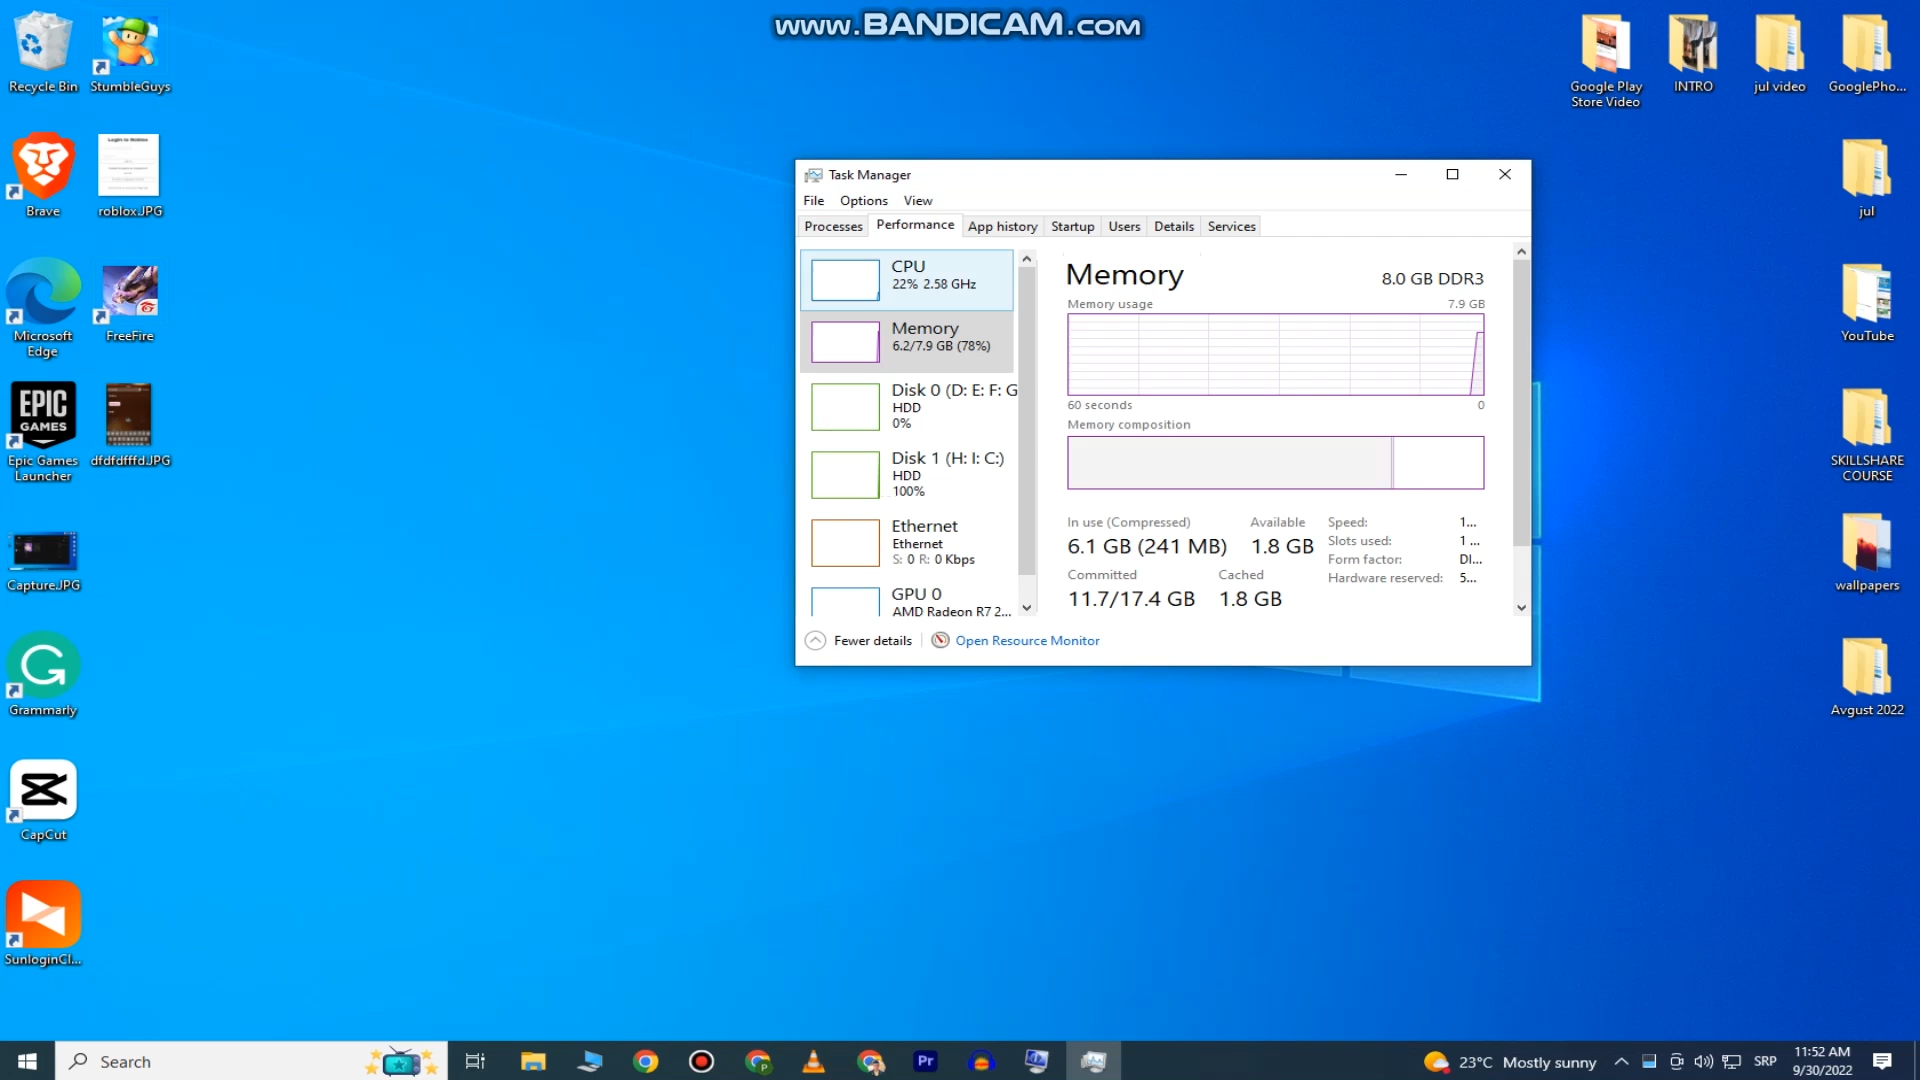 www.BANDICAM.com
Recycle Bin
StumbleGuys
Brave
roblox.JPG
Microsoft
Edge
FreeFire
EPIC
GAMES
Epic Games
Launcher
dfdfdfffd.JPG
Capture.JPG
Grammarly
CapCut
SunloginCl...
Google Play
Store Video
INTRO
jul video
GooglePho...
jul
YouTube
SKILLSHARE
COURSE
wallpapers
Avgust 2022
Task Manager
File Options View
Processes Performance App history Startup Users Details Services
CPU
22% 2.58 GHz
Memory
6.2/7.9 GB (78%)
Disk 0 (D: E: F: G
HDD
0%
Disk 1 (H: I: C:)
HDD
100%
Ethernet
Ethernet
S: 0 R: 0 Kbps
GPU 0
AMD Radeon R7 2...
Memory 8.0 GB DDR3
Memory usage 7.9 GB
60 seconds 0
Memory composition
In use (Compressed) Available
6.1 GB (241 MB) 1.8 GB
Committed Cached
11.7/17.4 GB 1.8 GB
Speed: 1...
Slots used: 1 ...
Form factor: DI...
Hardware reserved: 5...
Fewer details Open Resource Monitor
Search
Pr
23°C Mostly sunny
SRP
11:52 AM
9/30/2022